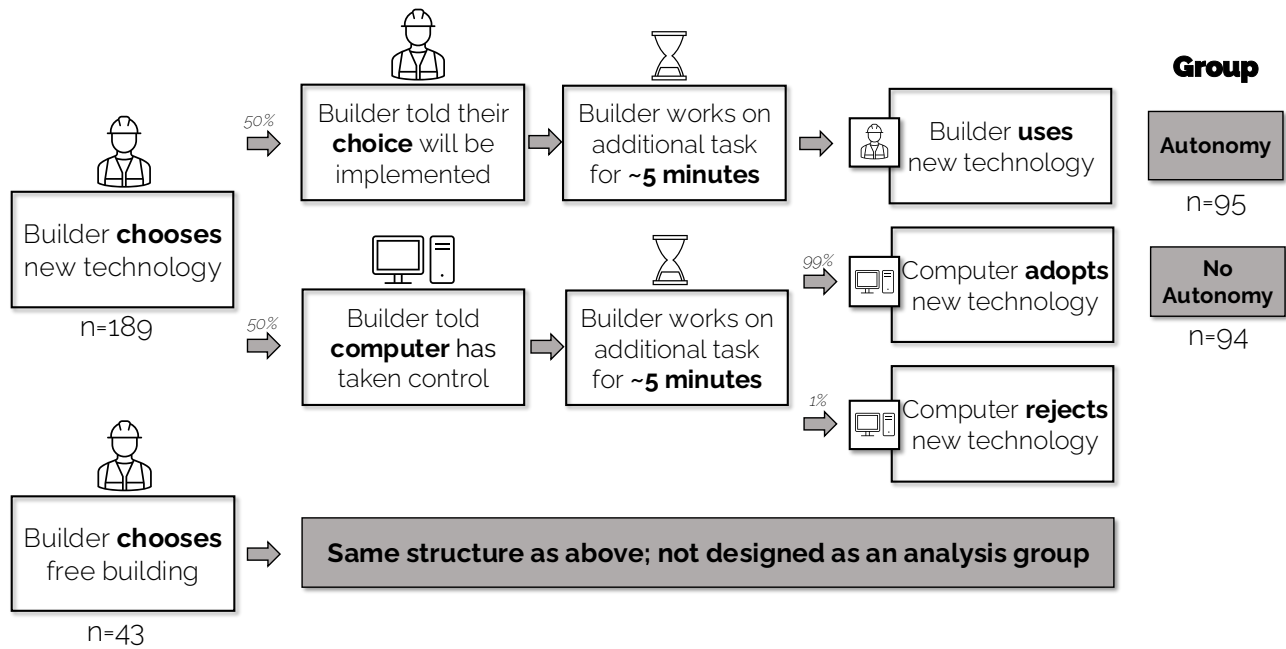 Group
50%
Builder told their
choice will be
implemented
Builder works on
additional task
for ~5 minutes
Builder uses
new technology
Autonomy
n=95
Builder chooses
new technology
n=189
50%
Builder told
computer has
taken control
Builder works on
additional task
for ~5 minutes
99%
Computer adopts
new technology
No
Autonomy
n=94
1%
Computer rejects
new technology
Builder chooses
free building
n=43
Same structure as above; not designed as an analysis group